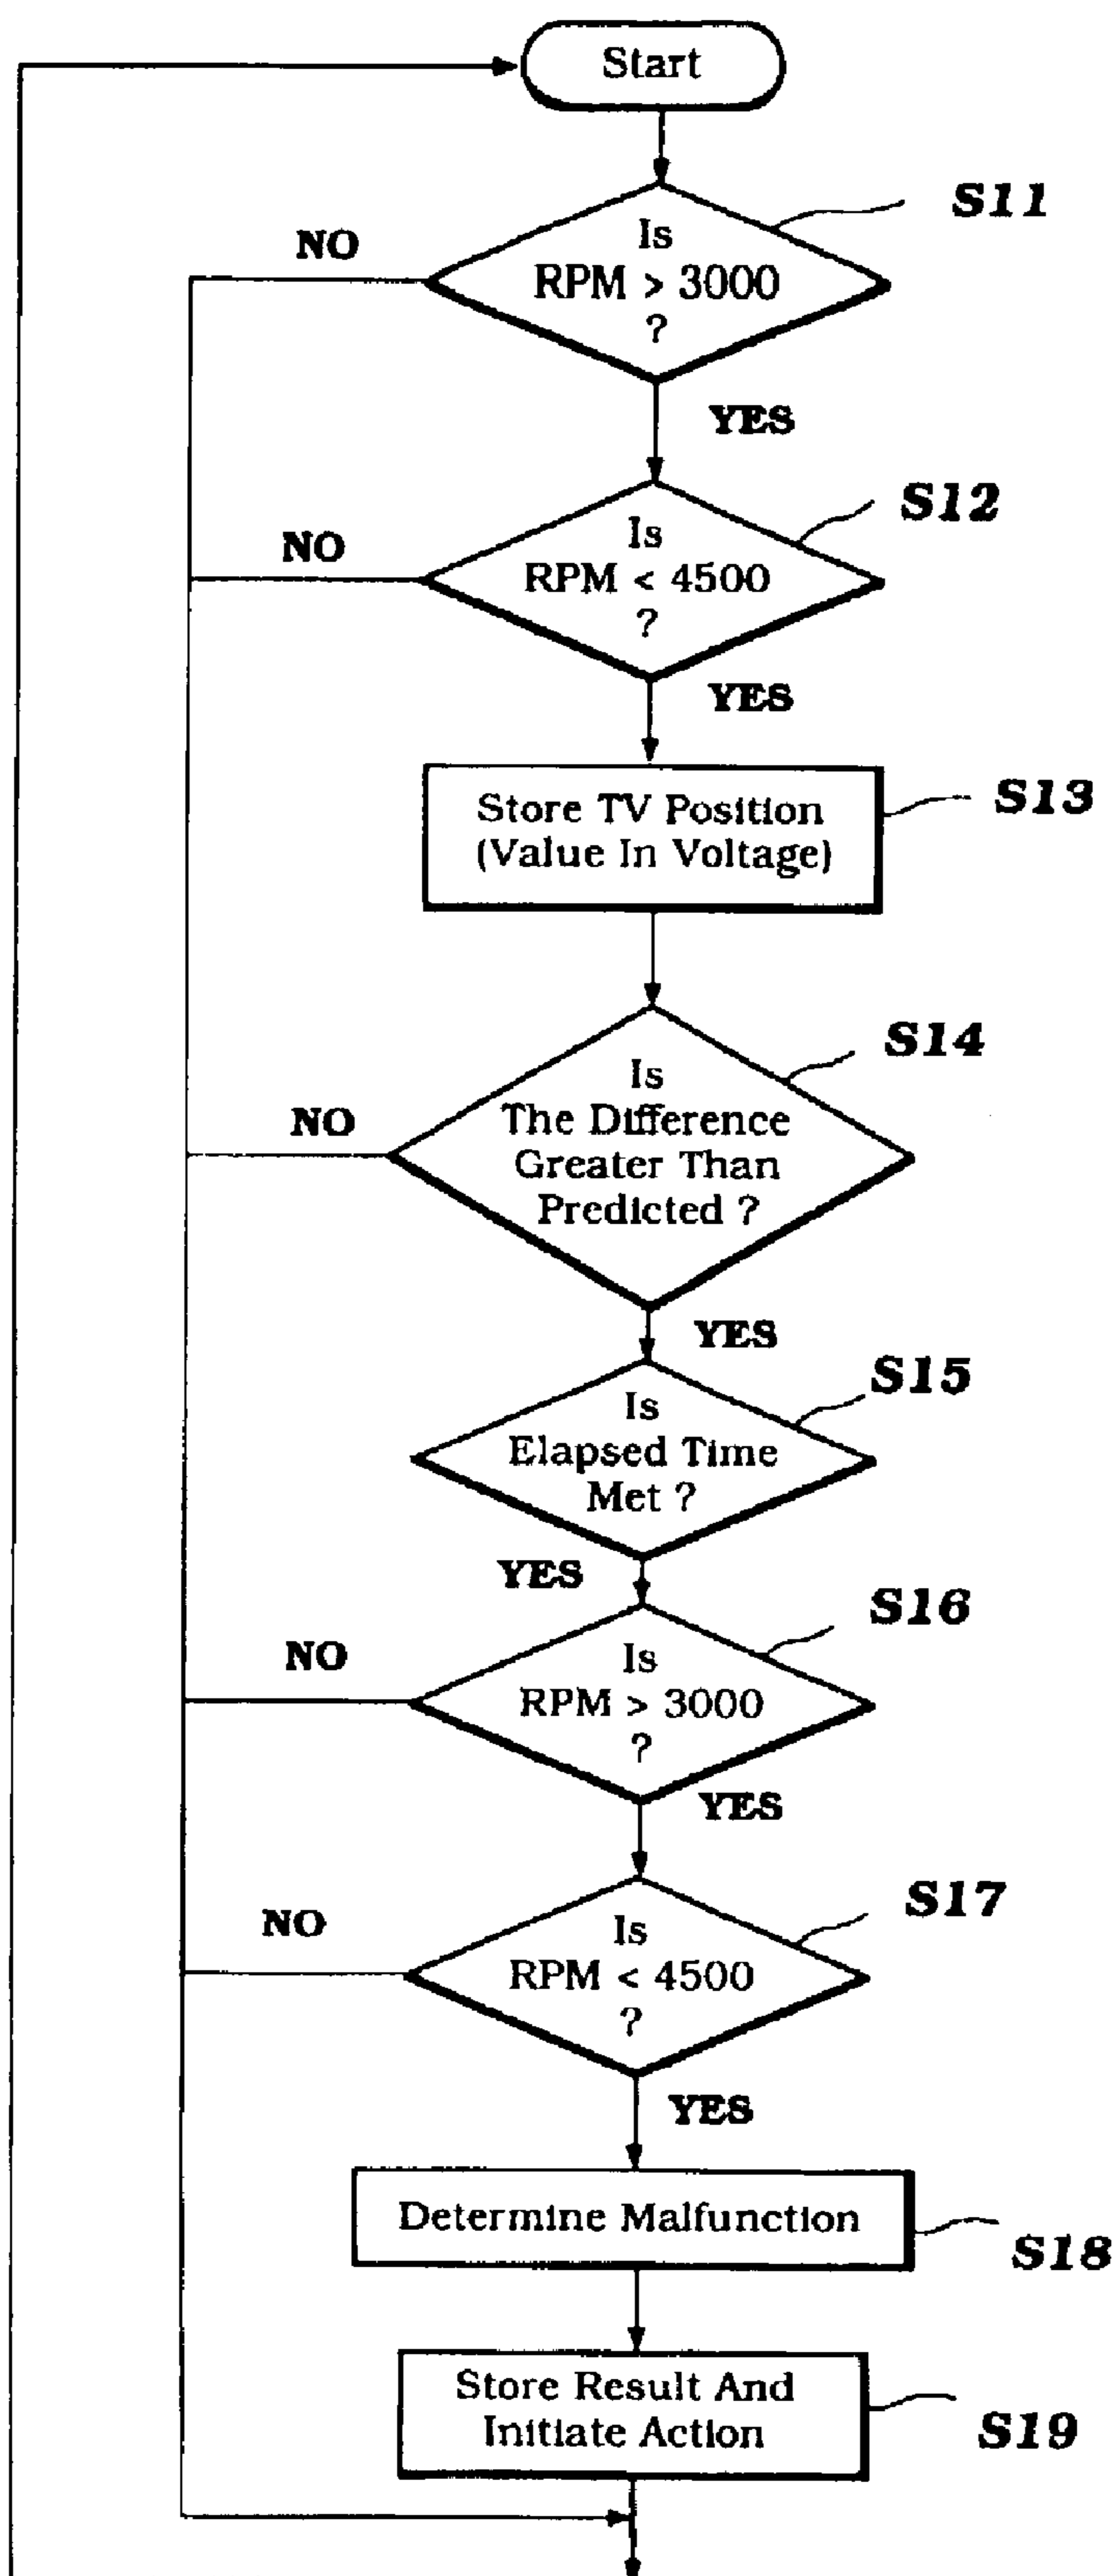 Start
S11
NO
Is
RPM > 3000
?
YES
S12
NO
Is
RPM < 4500
?
YES
S13
Store TV Position
(Value In Voltage)
S14
NO
Is
The Difference
Greater Than
Predicted ?
YES
S15
Is
Elapsed Time
Met ?
YES
S16
NO
Is
RPM > 3000
?
YES
S17
NO
Is
RPM < 4500
?
YES
Determine Malfunction
S18
Store Result And
Initiate Action
S19